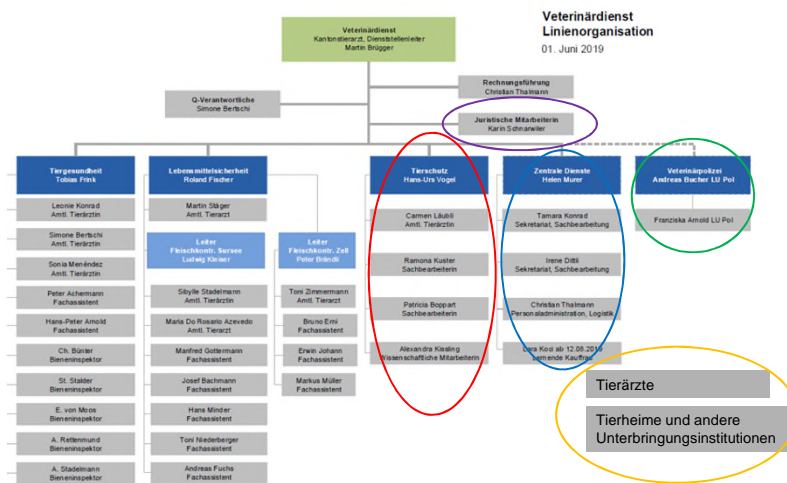 Veterinärdienst
Linienorganisation
01. Juni 2019
Veterinärdienst
Kantonstierarzt, Dienststellenleiter
Martin Brügger
Rechnungsführung
Christian Thalmann
Q-Verantwortliche
Simone Bertschi
Juristische Mitarbeiterin
Karin Schnarwiler
Tiergesundheit
Tobias Frink
Leonie Konrad
Amtl. Tierärztin
Simone Bertschi
Amtl. Tierärztin
Sonia Menéndez
Amtl. Tierärztin
Peter Achermann
Fachassistent
Hans-Peter Arnold
Fachassistent
Ch. Bünter
Bieneninspektor
St. Stalder
Bieneninspektor
E. von Moos
Bieneninspektor
A. Rettenmund
Bieneninspektor
A. Stadelmann
Bieneninspektor
Lebensmittelsicherheit
Roland Fischer
Martin Stäger
Amtl. Tierarzt
Leiter
Fleischkontr. Sursee
Ludwig Kleiner
Sibylle Stadelmann
Amtl. Tierärztin
Maria Do Rosario Azevedo
Amtl. Tierarzt
Manfred Gottermann
Fachassistent
Josef Bachmann
Fachassistent
Hans Minder
Fachassistent
Toni Niederberger
Fachassistent
Andreas Fuchs
Fachassistent
Leiter
Fleischkontr. Zell
Peter Brändli
Toni Zimmermann
Amtl. Tierarzt
Bruno Erni
Fachassistent
Erwin Johann
Fachassistent
Markus Müller
Fachassistent
Tierschutz
Hans-Urs Vogel
Carmen Läubli
Amtl. Tierärztin
Ramona Kuster
Sachbearbeiterin
Patricia Boppart
Sachbearbeiterin
Alexandra Kissling
Wissenschaftliche Mitarbeiterin
Zentrale Dienste
Helen Murer
Tamara Konrad
Sekretariat, Sachbearbeitung
Irene Dittli
Sekretariat, Sachbearbeitung
Christian Thalmann
Personaladministration, Logistik
ab 12.08.2019
Lernende Kauffrau
Veterinärpolizei
Andreas Bucher LU Pol
Franziska Arnold LU Pol
Tierärzte
Tierheime und andere
Unterbringungsinstitutionen